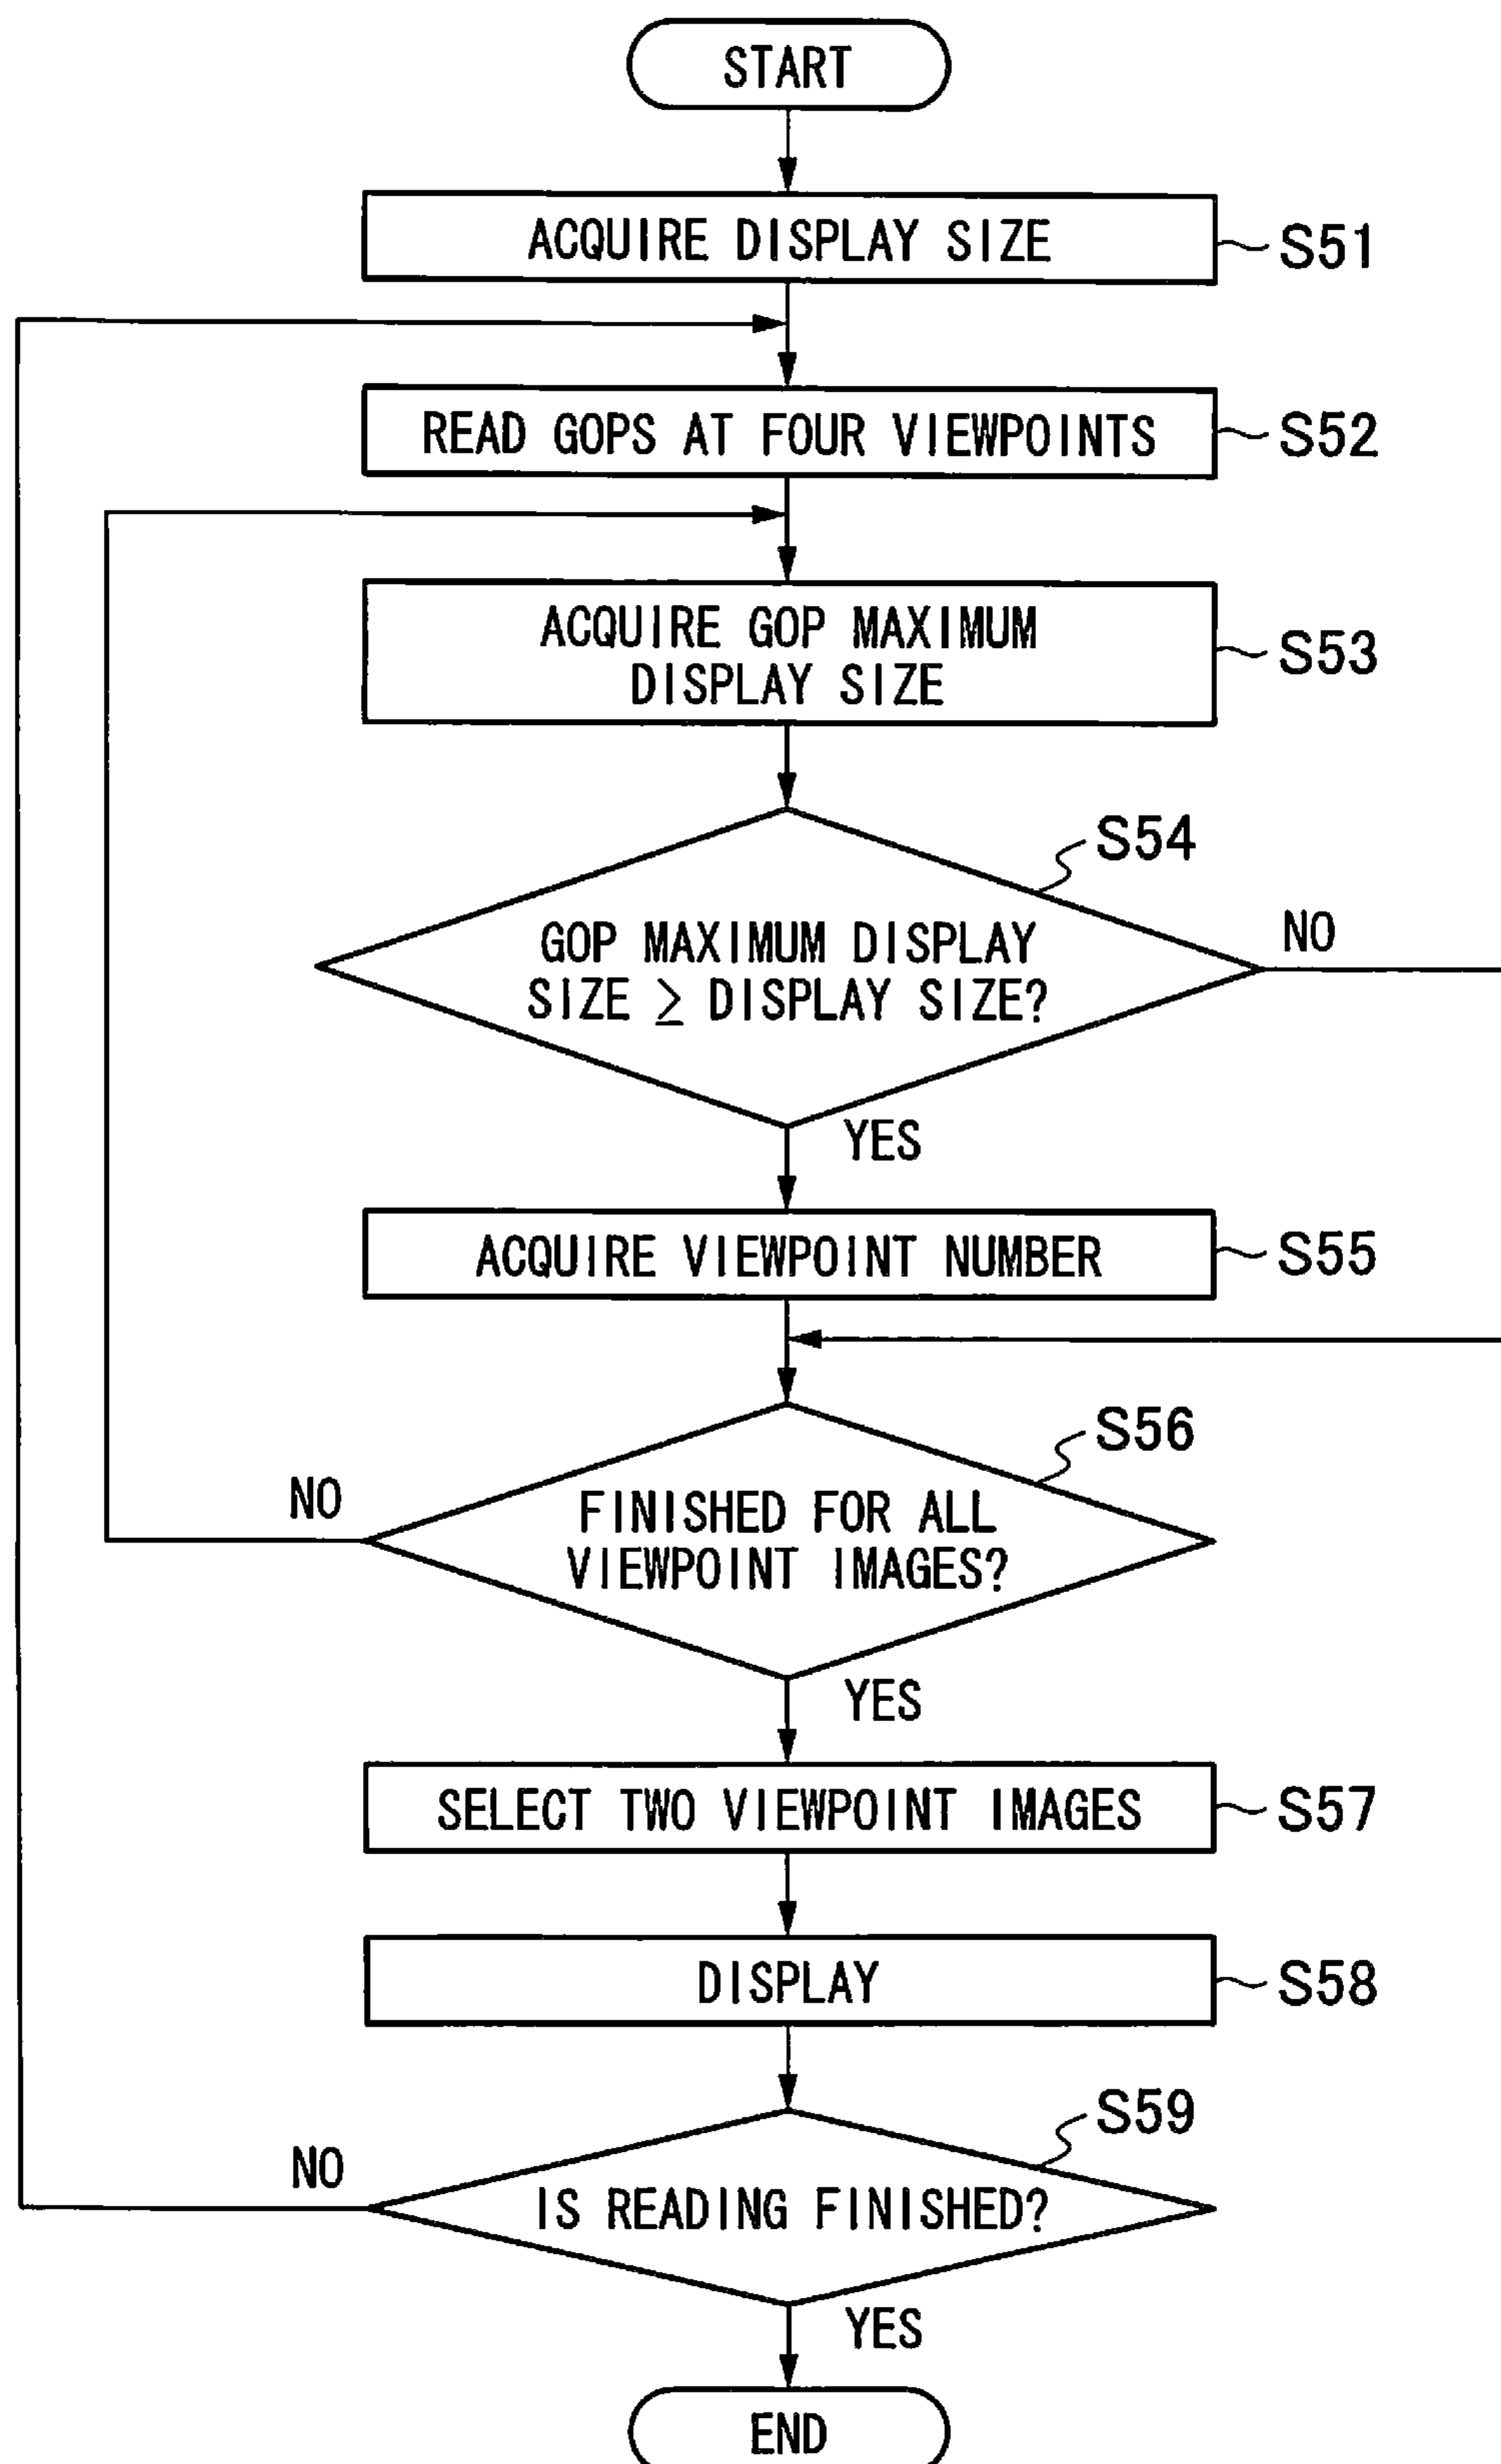 START
ACQUIRE DISPLAY SIZE
S51
READ GOPS AT FOUR VIEWPOINTS
S52
ACQUIRE GOP MAXIMUM
DISPLAY SIZE
S53
S54
GOP MAXIMUM DISPLAY
SIZE ≥ DISPLAY SIZE?
NO
YES
ACQUIRE VIEWPOINT NUMBER
S55
S56
FINISHED FOR ALL
VIEWPOINT IMAGES?
NO
YES
SELECT TWO VIEWPOINT IMAGES
S57
DISPLAY
S58
S59
IS READING FINISHED?
NO
YES
END